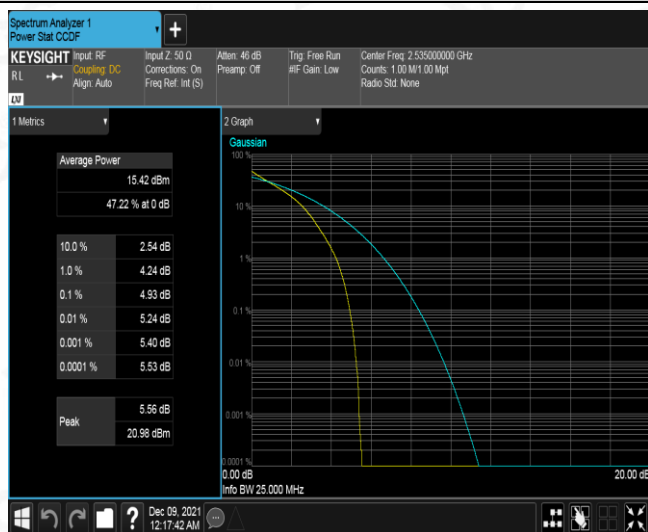 Spectrum Analyzer 1
Power Stat CCDF
+
KEYSIGHT
RL
Input: RF
Coupling: DC
Align: Auto
Input Z: 50 Ω
Corrections: On
Freq Ref: Int (S)
Atten: 46 dB
Preamp: Off
Trig: Free Run
#IF Gain: Low
Center Freq: 2.535000000 GHz
Counts: 1.00 M/1.00 Mpt
Radio Std: None
1 Metrics
Average Power
15.42 dBm
47.22 % at 0 dB
10.0 % 2.54 dB
1.0 % 4.24 dB
0.1 % 4.93 dB
0.01 % 5.24 dB
0.001 % 5.40 dB
0.0001 % 5.53 dB
Peak
5.56 dB
20.98 dBm
2 Graph
Gaussian
100 %
10 %
1 %
0.1 %
0.01 %
0.001 %
0.0001 %
0.00 dB
20.00 dB
Info BW 25.000 MHz
?
Dec 09, 2021
12:17:42 AM